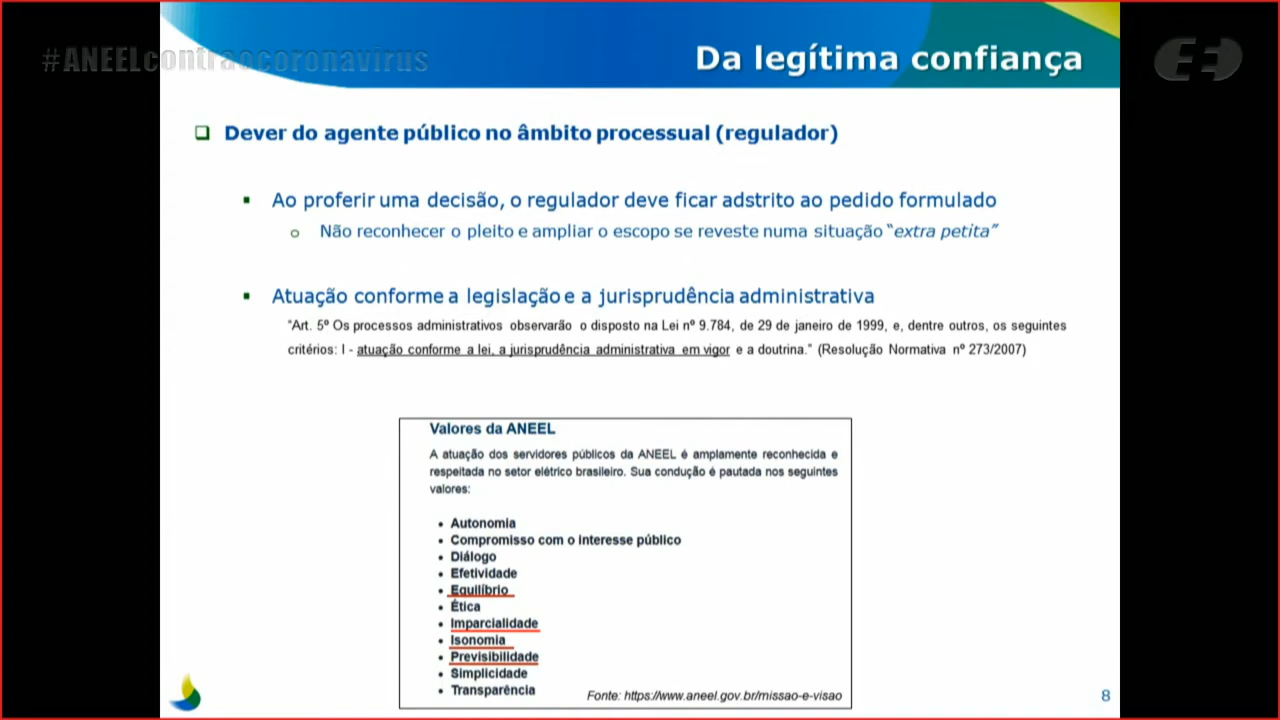 #ANEELcontraocoronavirus
Da legítima confiança
Dever do agente público no âmbito processual (regulador)
Ao proferir uma decisão, o regulador deve ficar adstrito ao pedido formulado
Não reconhecer o pleito e ampliar o escopo se reveste numa situação “extra petita”
Atuação conforme a legislação e a jurisprudência administrativa
“Art. 5º Os processos administrativos observarão o disposto na Lei nº 9.784, de 29 de janeiro de 1999, e, dentre outros, os seguintes
critérios: I - atuação conforme a lei, a jurisprudência administrativa em vigor e a doutrina.” (Resolução Normativa nº 273/2007)
Valores da ANEEL
A atuação dos servidores públicos da ANEEL é amplamente reconhecida e
respeitada no setor elétrico brasileiro. Sua condução é pautada nos seguintes
valores:
• Autonomia
• Compromisso com o interesse público
• Diálogo
• Efetividade
• Equilíbrio
• Ética
• Imparcialidade
• Isonomia
• Previsibilidade
• Simplicidade
• Transparência
Fonte: https://www.aneel.gov.br/missao-e-visao
8